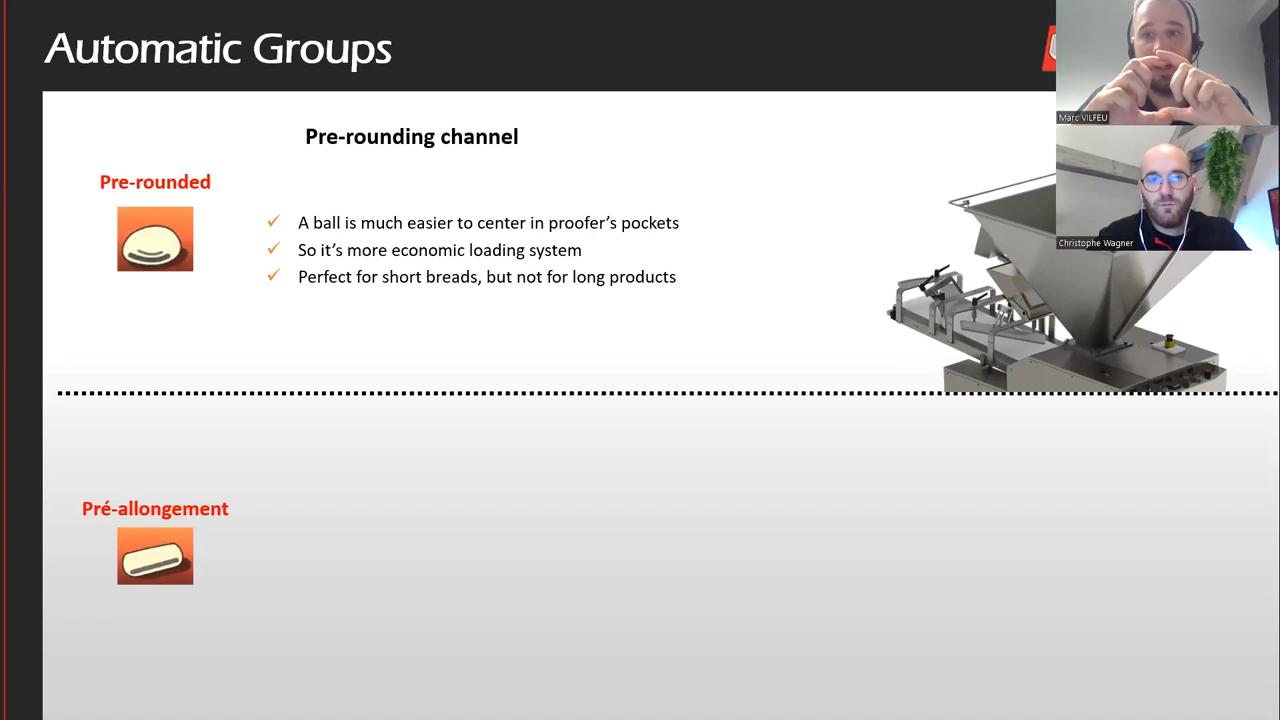 Automatic Groups
Marc VILFEU
Pre-rounding channel
Pre-rounded
A ball is much easier to center in proofer's pockets
So it's more economic loading system
Perfect for short breads, but not for long products
Christophe Wagner
Pré-allongement